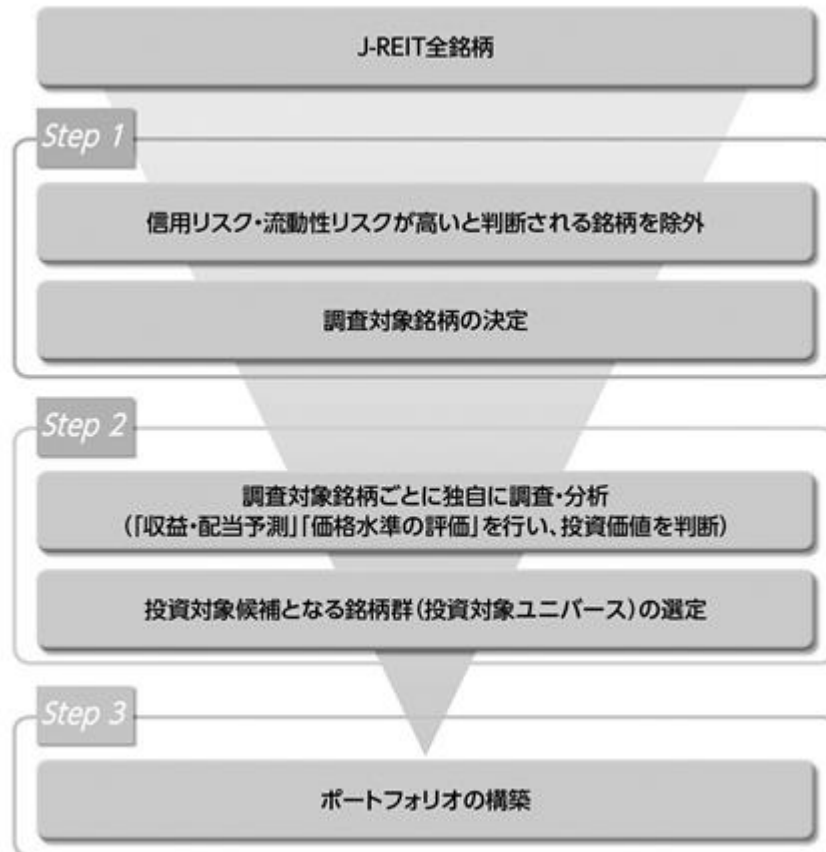 J-REIT全銘柄
Step 1
信用リスク・流動性リスクが高いと判断される銘柄を除外
調査対象銘柄の決定
Step 2
調査対象銘柄ごとに独自に調査・分析
(「収益・配当予測」「価格水準の評価」を行い、投資価値を判断)
投資対象候補となる銘柄群(投資対象ユニバース)の選定
Step 3
ポートフォリオの構築